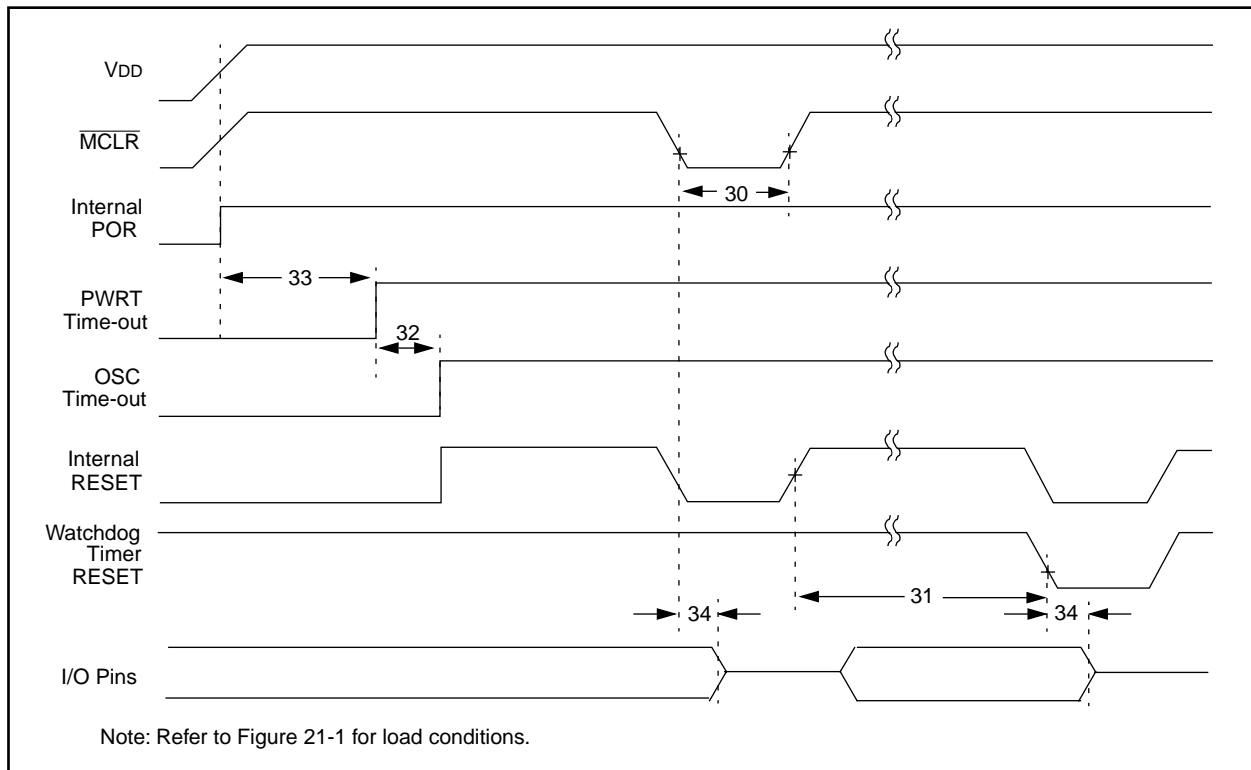 VDD
MCLR
Internal
POR
30
33
PWRT
Time-out
32
OSC
Time-out
Internal
RESET
Watchdog
Timer
RESET
31
34
34
I/O Pins
Note: Refer to Figure 21-1 for load conditions.